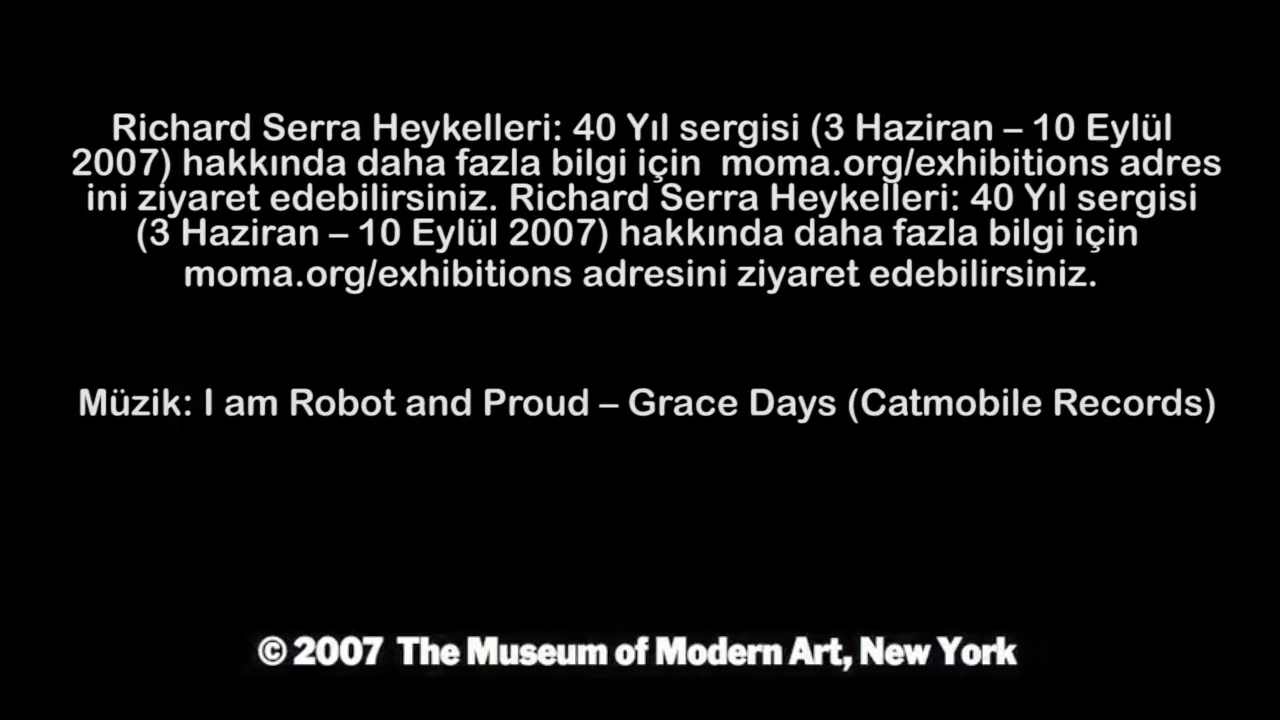 Richard Serra Heykelleri: 40 Yıl sergisi (3 Haziran – 10 Eylül
2007) hakkında daha fazla bilgi için  moma.org/exhibitions adres
ini ziyaret edebilirsiniz. Richard Serra Heykelleri: 40 Yıl sergisi
(3 Haziran – 10 Eylül 2007) hakkında daha fazla bilgi için
moma.org/exhibitions adresini ziyaret edebilirsiniz.
Müzik: I am Robot and Proud – Grace Days (Catmobile Records)
© 2007 The Museum of Modern Art, New York